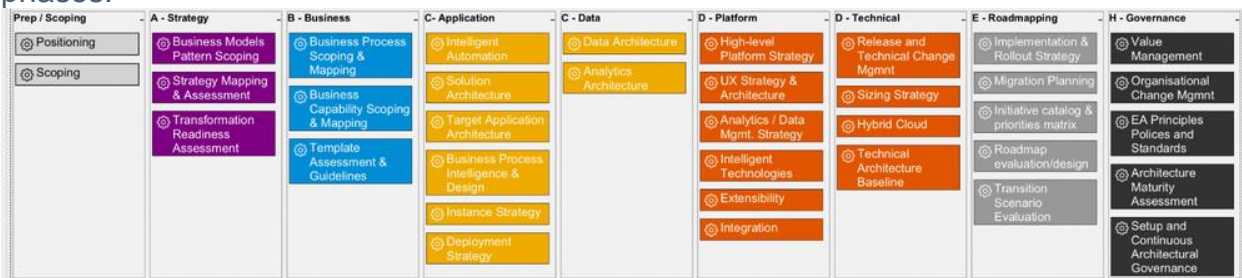 phases.
Prep / Scoping
Positioning
Scoping
A - Strategy
Business Models
Pattern Scoping
Strategy Mapping
& Assessment
Transformation
Readiness
Assessment
B - Business
Business Process
Scoping &
Mapping
Business
Capability Scoping
& Mapping
Template
Assessment &
Guidelines
C- Application
Intelligent
Automation
Solution
Architecture
Target Application
Architecture
Business Process
Intelligence &
Design
Instance Strategy
Deployment
Strategy
C - Data
Data Architecture
Analytics
Architecture
D - Platform
High-level
Platform Strategy
UX Strategy &
Architecture
Analytics / Data
Mgmt. Strategy
Intelligent
Technologies
Extensibility
Integration
D - Technical
Release and
Technical Change
Mgmnt
Sizing Strategy
Hybrid Cloud
Technical
Architecture
Baseline
E - Roadmapping
Implementation &
Rollout Strategy
Migration Planning
Initiative catalog &
priorities matrix
Roadmap
evaluation/design
Transition
Scenario
Evaluation
H - Governance
Value
Management
Organisational
Change Mgmnt
EA Principles
Polices and
Standards
Architecture
Maturity
Assessment
Setup and
Continuous
Architectural
Governance